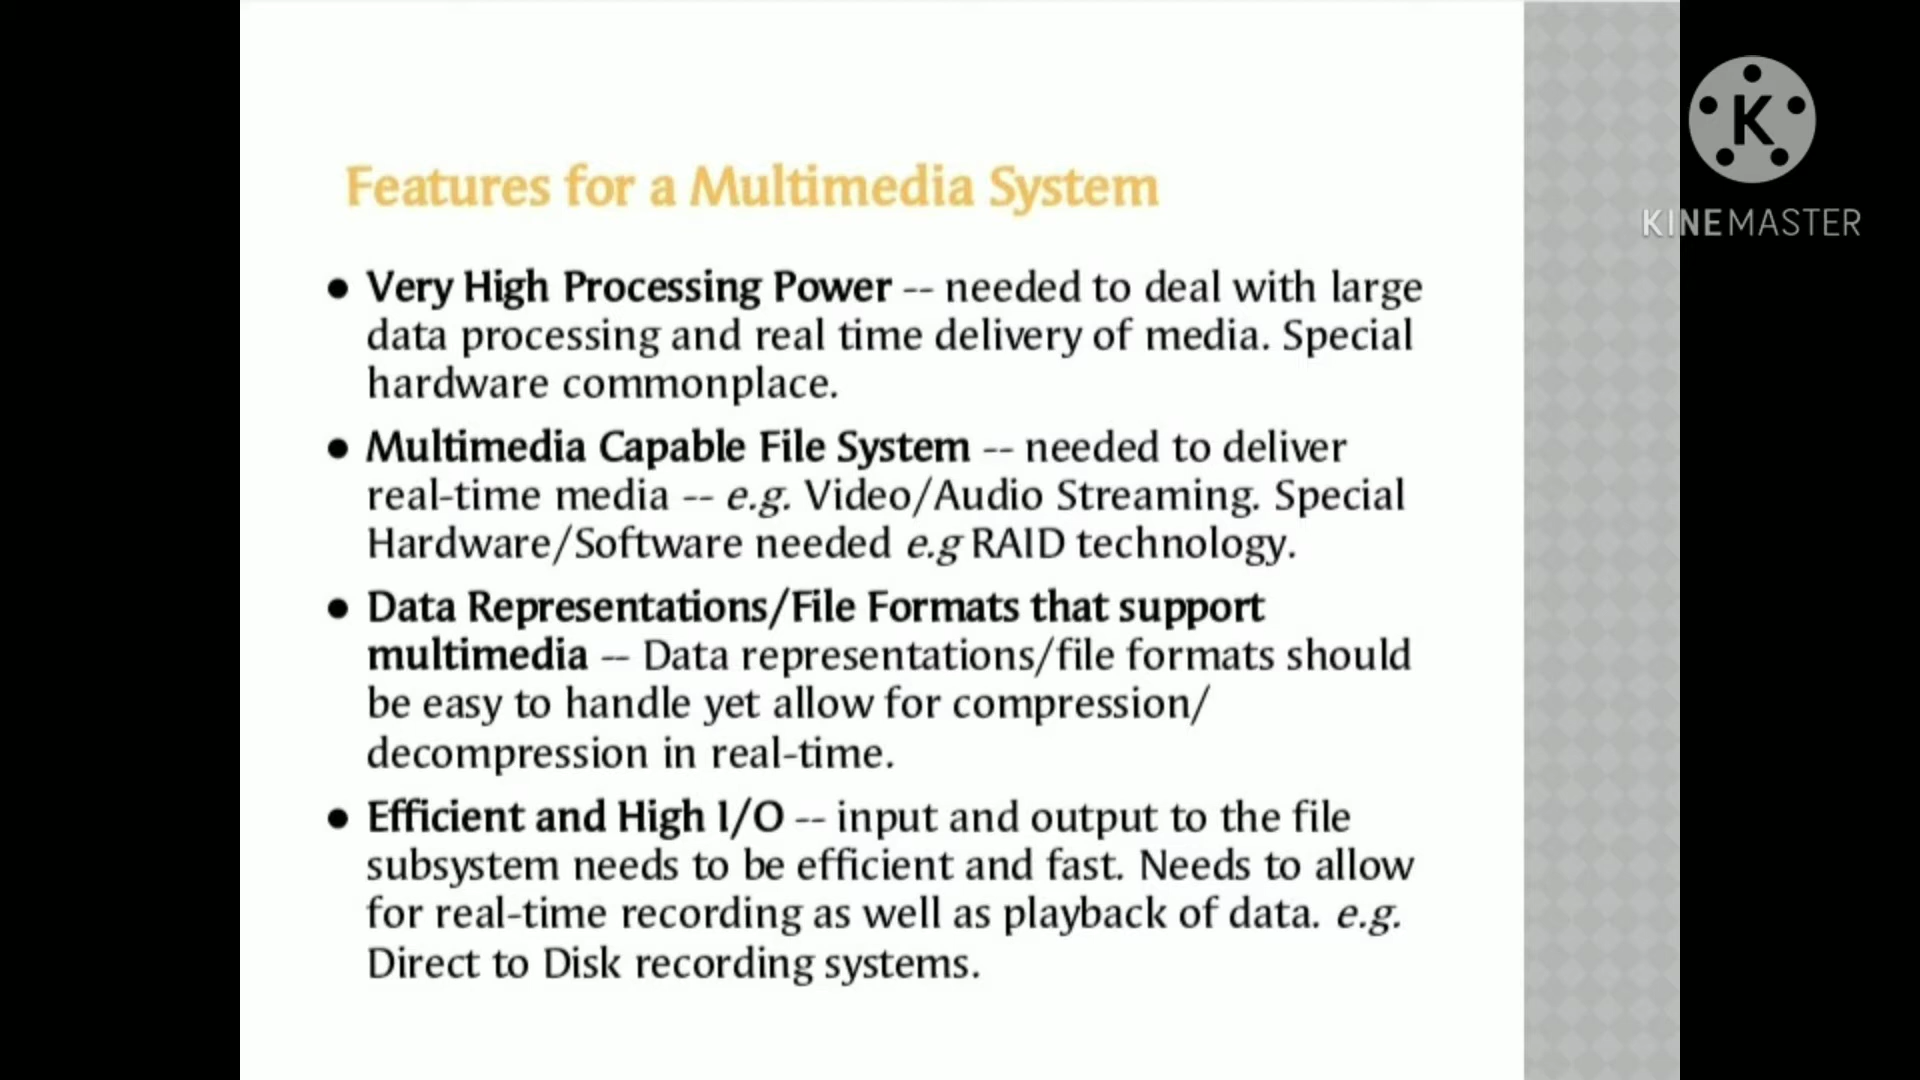 Features for a Multimedia System
● Very High Processing Power -- needed to deal with large
data processing and real time delivery of media. Special
hardware commonplace.
● Multimedia Capable File System -- needed to deliver
real-time media -- e.g. Video/Audio Streaming. Special
Hardware/Software needed e.g RAID technology.
● Data Representations/File Formats that support
multimedia -- Data representations/file formats should
be easy to handle yet allow for compression/
decompression in real-time.
● Efficient and High I/O -- input and output to the file
subsystem needs to be efficient and fast. Needs to allow
for real-time recording as well as playback of data. e.g.
Direct to Disk recording systems.
K
KINEMASTER